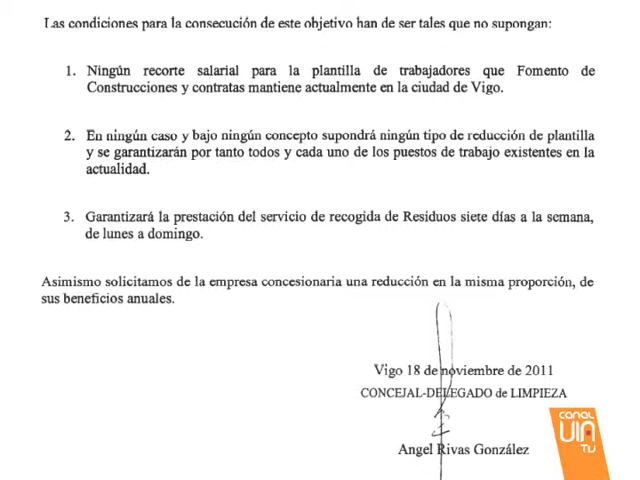 Las condiciones para la consecución de este objetivo han de ser tales que no supongan:
1. Ningún recorte salarial para la plantilla de trabajadores que Fomento de
Construcciones y contratas mantiene actualmente en la ciudad de Vigo.
2. En ningún caso y bajo ningún concepto supondrá ningún tipo de reducción de plantilla
y se garantizarán por tanto todos y cada uno de los puestos de trabajo existentes en la
actualidad.
3. Garantizará la prestación del servicio de recogida de Residuos siete días a la semana,
de lunes a domingo.
Asimismo solicitamos de la empresa concesionaria una reducción en la misma proporción, de
sus beneficios anuales.
Vigo 18 de noviembre de 2011
CONCEJAL-DELEGADO de LIMPIEZA
Angel Rivas González
canal
UIA
TV